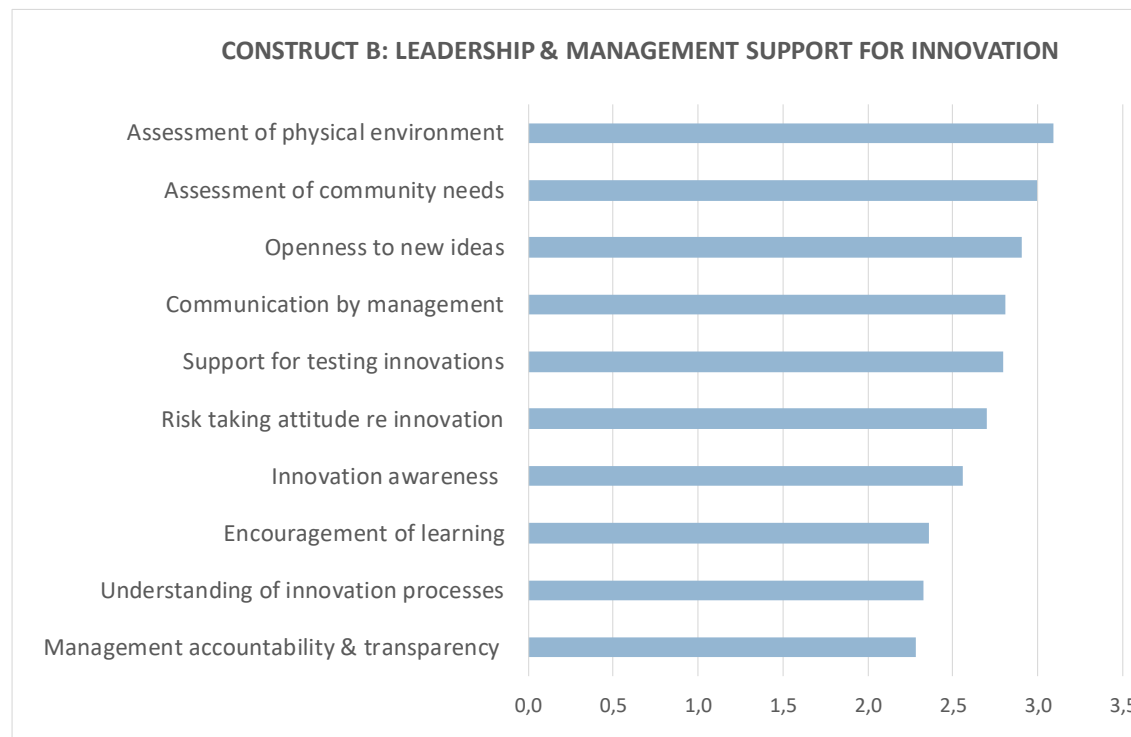 CONSTRUCT B: LEADERSHIP & MANAGEMENT SUPPORT FOR INNOVATION
Assessment of physical environment
Assessment of community needs
Openness to new ideas
Communication by management
Support for testing innovations
Risk taking attitude re innovation
Innovation awareness
Encouragement of learning
Understanding of innovation processes
Management accountability & transparency
0,0 0,5 1,0 1,5 2,0 2,5 3,0 3,5